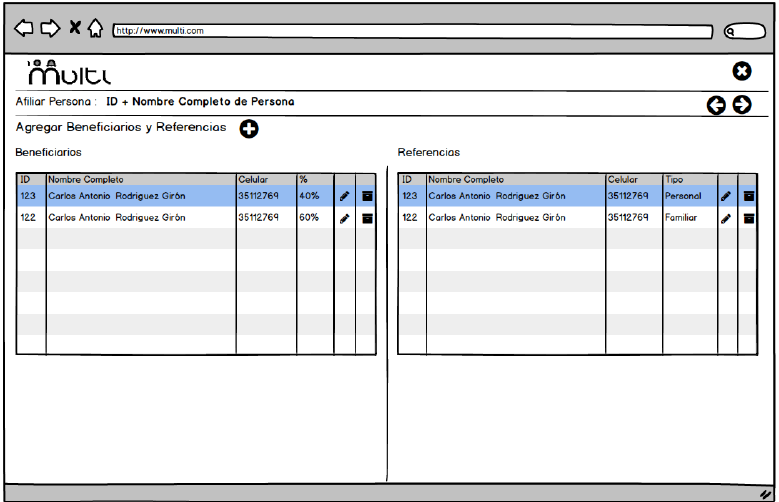 http://www.multi.com
Multi
Afiliar Persona : ID + Nombre Completo de Persona
Agregar Beneficiarios y Referencias
Beneficiarios
ID Nombre Completo Celular %
123 Carlos Antonio Rodriguez Girón 35112769 40%
122 Carlos Antonio Rodriguez Girón 35112769 60%
Referencias
ID Nombre Completo Celular Tipo
123 Carlos Antonio Rodriguez Girón 35112769 Personal
122 Carlos Antonio Rodriguez Girón 35112769 Familiar